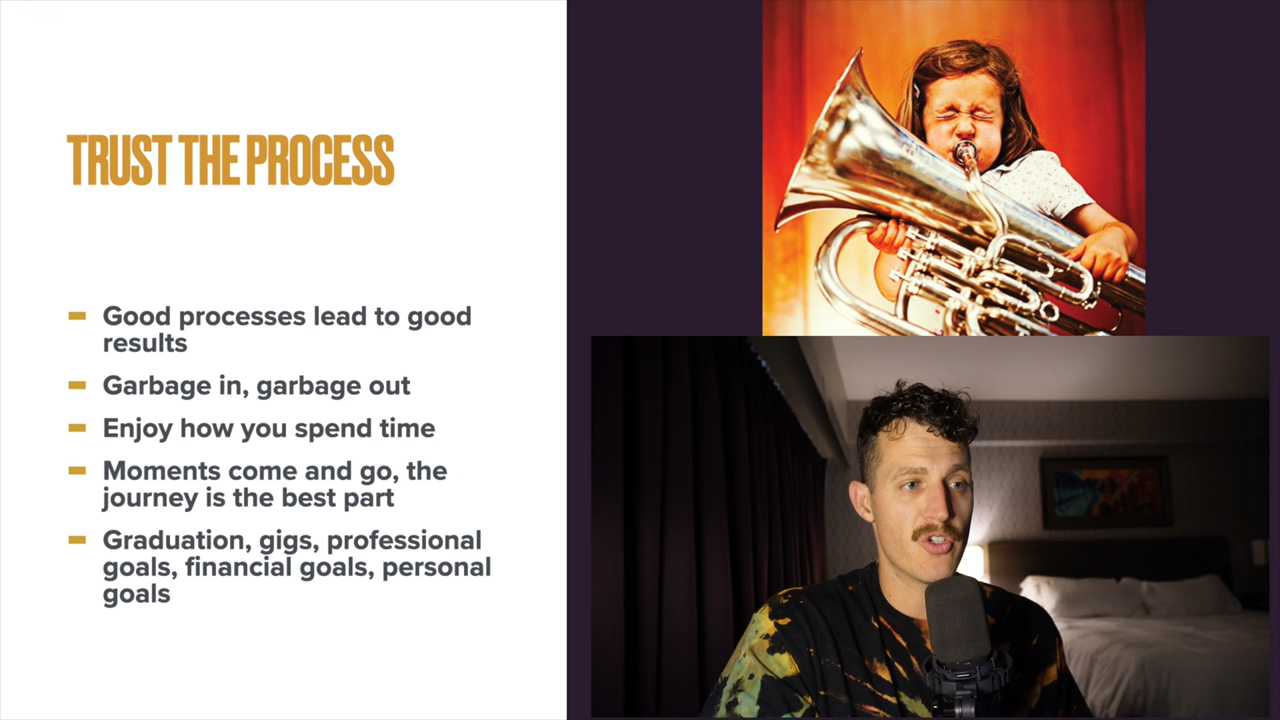 TRUST THE PROCESS
Good processes lead to good
results
Garbage in, garbage out
Enjoy how you spend time
Moments come and go, the
journey is the best part
Graduation, gigs, professional
goals, financial goals, personal
goals